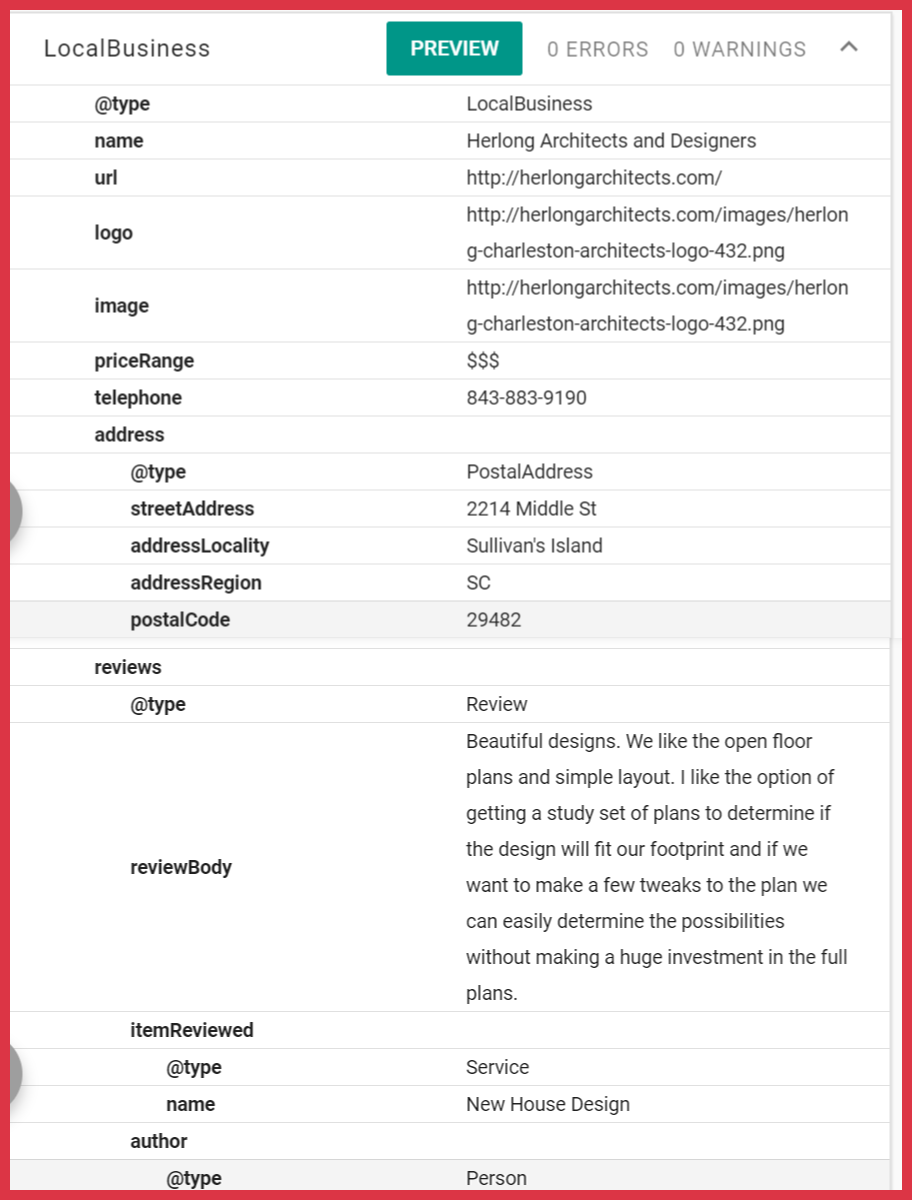 LocalBusiness PREVIEW 0 ERRORS 0 WARNINGS
@type LocalBusiness
name Herlong Architects and Designers
url http://herlongarchitects.com/
logo http://herlongarchitects.com/images/herlon
g-charleston-architects-logo-432.png
image http://herlongarchitects.com/images/herlon
g-charleston-architects-logo-432.png
priceRange $$$
telephone 843-883-9190
address
@type PostalAddress
streetAddress 2214 Middle St
addressLocality Sullivan's Island
addressRegion SC
postalCode 29482
reviews
@type Review
reviewBody Beautiful designs. We like the open floor
plans and simple layout. I like the option of
getting a study set of plans to determine if
the design will fit our footprint and if we
want to make a few tweaks to the plan we
can easily determine the possibilities
without making a huge investment in the full
plans.
itemReviewed
@type Service
name New House Design
author
@type Person